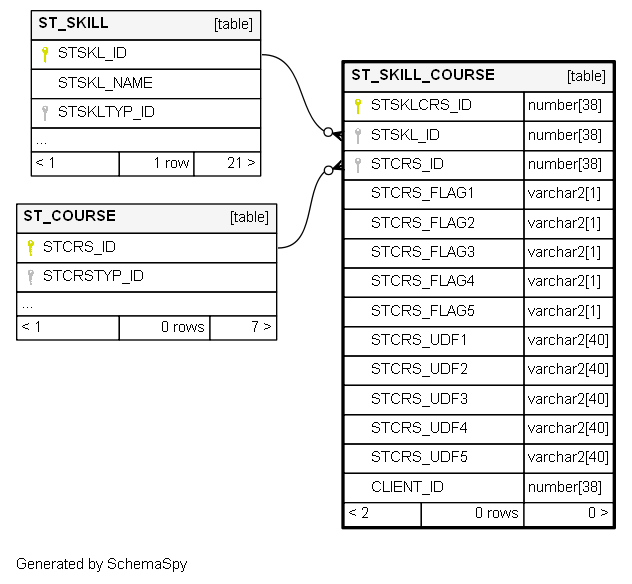 ST_SKILL [table]
STSKL_ID
STSKL_NAME
STSKLTYP_ID
...
< 1 1 row 21 >
ST_COURSE [table]
STCRS_ID
STCRSTYP_ID
...
< 1 0 rows 7 >
ST_SKILL_COURSE [table]
STSKLCRS_ID number[38]
STSKL_ID number[38]
STCRS_ID number[38]
STCRS_FLAG1 varchar2[1]
STCRS_FLAG2 varchar2[1]
STCRS_FLAG3 varchar2[1]
STCRS_FLAG4 varchar2[1]
STCRS_FLAG5 varchar2[1]
STCRS_UDF1 varchar2[40]
STCRS_UDF2 varchar2[40]
STCRS_UDF3 varchar2[40]
STCRS_UDF4 varchar2[40]
STCRS_UDF5 varchar2[40]
CLIENT_ID number[38]
< 2 0 rows 0 >
Generated by SchemaSpy